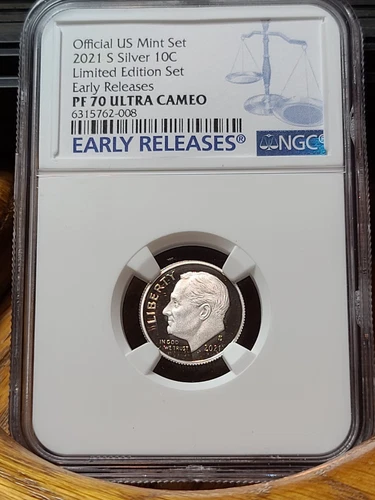 Official US Mint Set
2021 S Silver 10C
Limited Edition Set
Early Releases
PF 70 ULTRA CAMEO
6315762-008
EARLY RELEASES®
NGC
LIBERTY
IN GOD
WE TRUST
S
2021